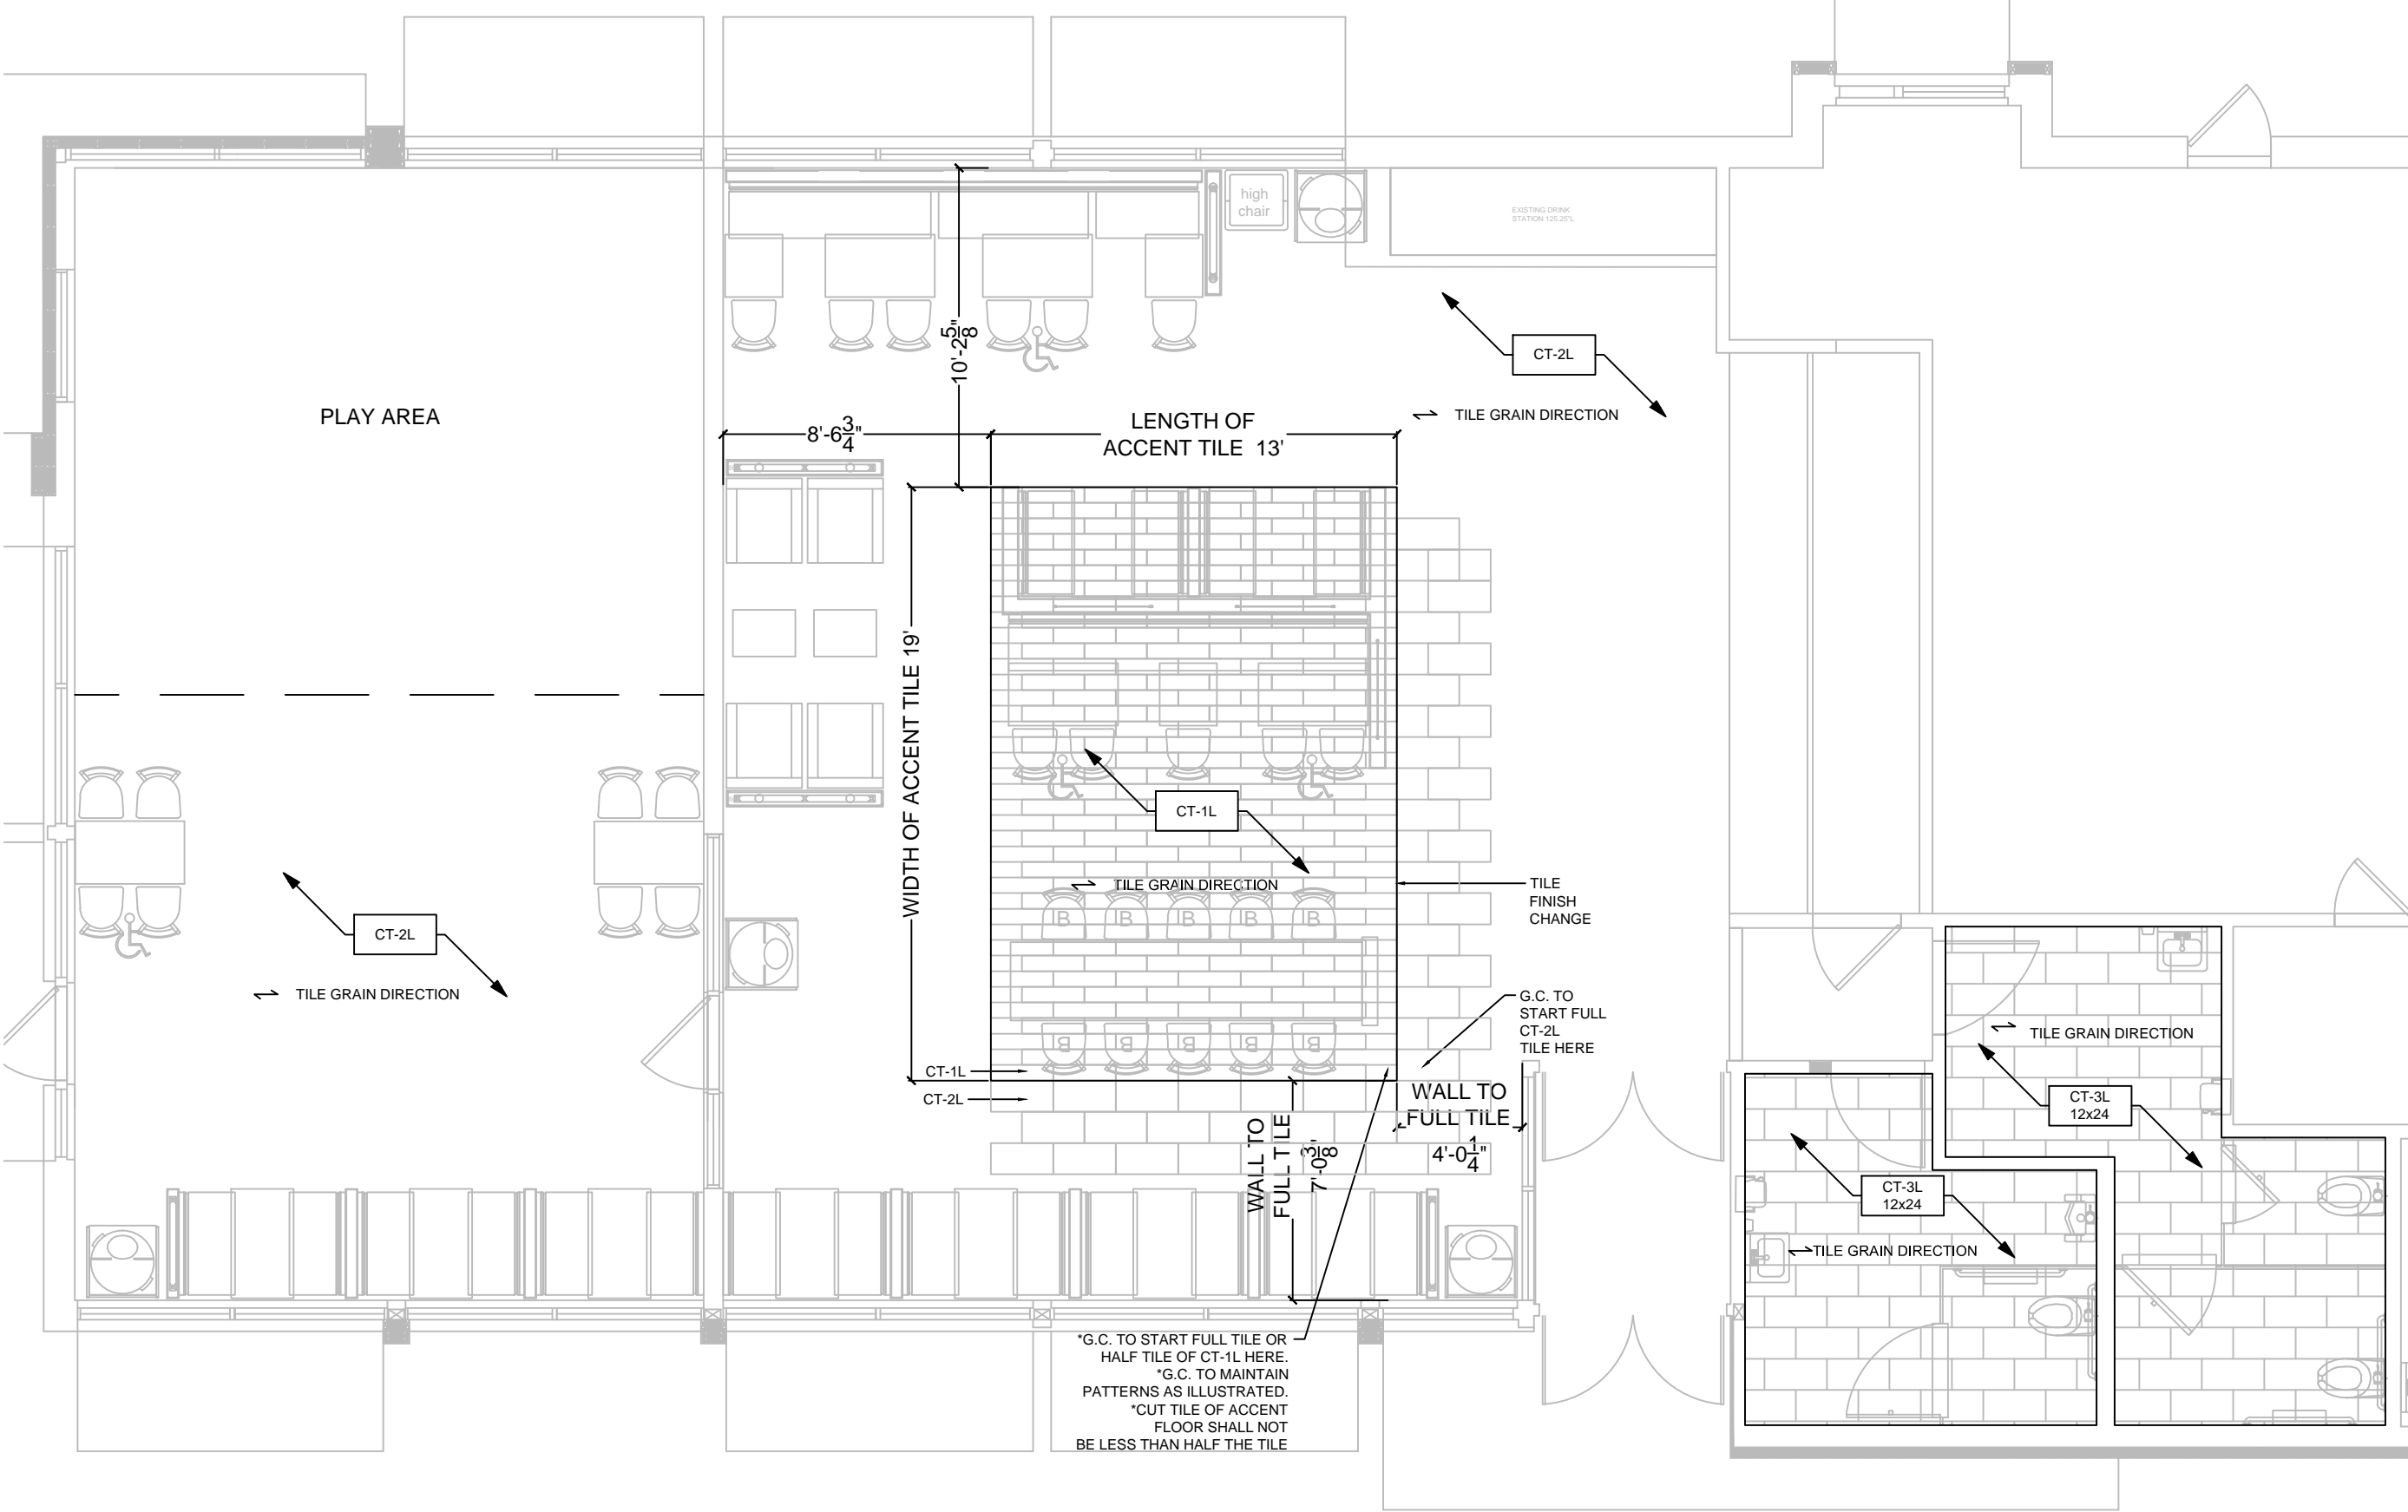 high
chair
EXISTING DRINK
STATION 125.25"L
CT-2L
TILE GRAIN DIRECTION
PLAY AREA
10'-2 5/8"
8'-6 3/4"
LENGTH OF
ACCENT TILE 13'
WIDTH OF ACCENT TILE 19'
CT-1L
TILE GRAIN DIRECTION
B B B B B
TILE
FINISH
CHANGE
CT-2L
TILE GRAIN DIRECTION
G.C. TO
START FULL
CT-2L
TILE HERE
B B B B B
CT-1L
CT-2L
WALL TO
FULL TILE
4'-0 1/4"
WALL TO
FULL TILE
7'-0 3/8"
TILE GRAIN DIRECTION
CT-3L
12x24
CT-3L
12x24
TILE GRAIN DIRECTION
*G.C. TO START FULL TILE OR
HALF TILE OF CT-1L HERE.
*G.C. TO MAINTAIN
PATTERNS AS ILLUSTRATED.
*CUT TILE OF ACCENT
FLOOR SHALL NOT
BE LESS THAN HALF THE TILE